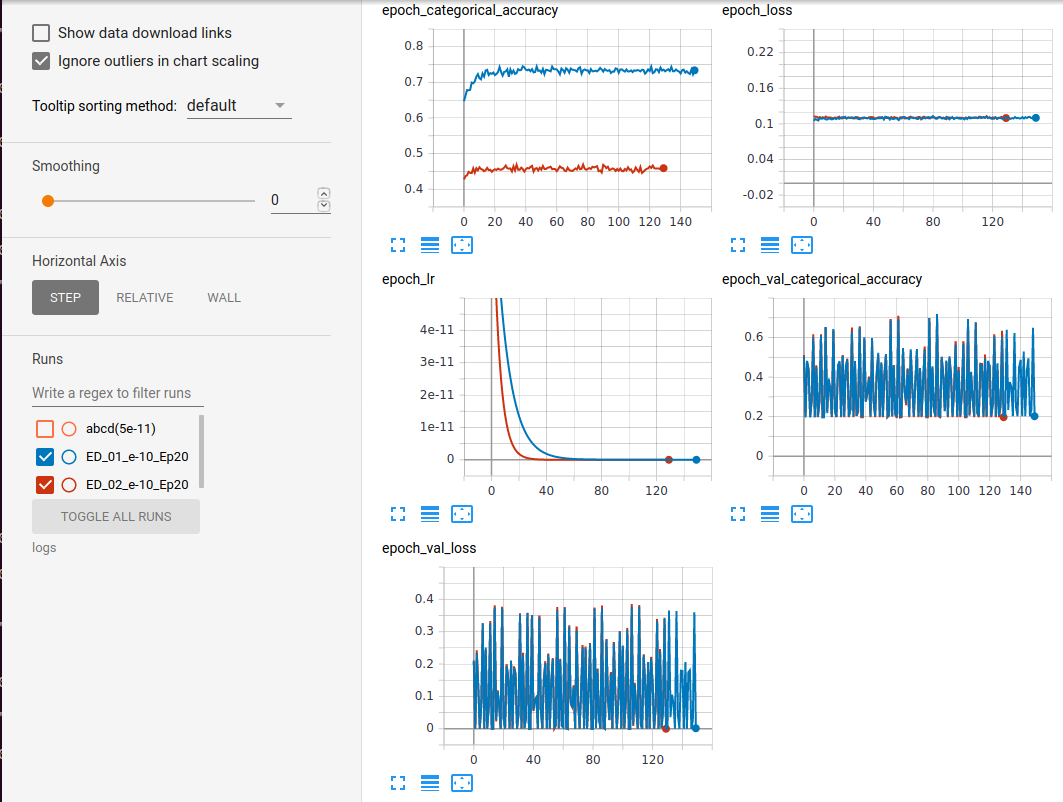 Show data download links
Ignore outliers in chart scaling
Tooltip sorting method: default
Smoothing
0
Horizontal Axis
STEP RELATIVE WALL
Runs
Write a regex to filter runs
abcd(5e-11)
ED_01_e-10_Ep20
ED_02_e-10_Ep20
TOGGLE ALL RUNS
logs
epoch_categorical_accuracy
0.8
0.7
0.6
0.5
0.4
0 20 40 60 80 100 120 140
epoch_loss
0.22
0.16
0.1
0.04
-0.02
0 40 80 120
epoch_lr
4e-11
3e-11
2e-11
1e-11
0
0 40 80 120
epoch_val_categorical_accuracy
0.6
0.4
0.2
0
0 20 40 60 80 100 120 140
epoch_val_loss
0.4
0.3
0.2
0.1
0
0 40 80 120